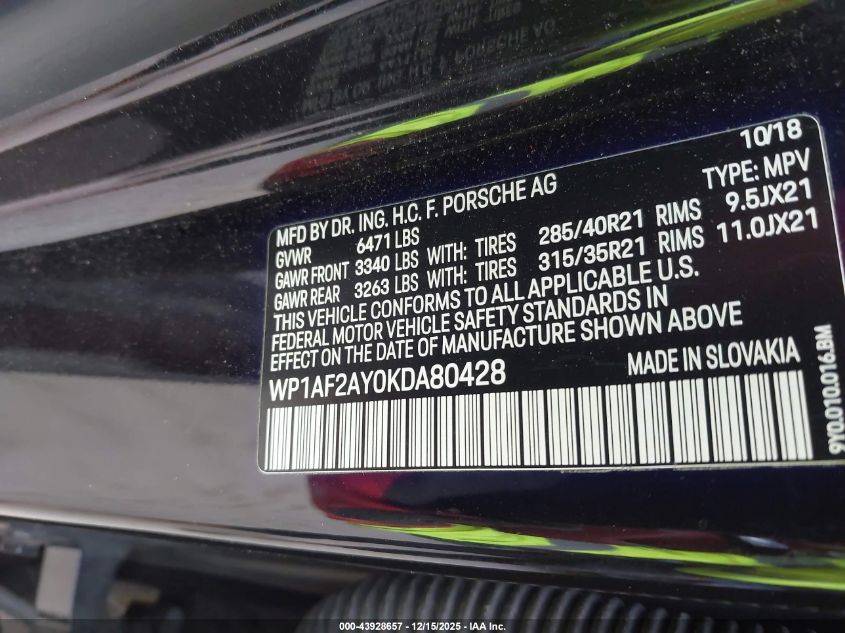 10/18
MFD BY DR. ING. H.C. F. PORSCHE AG TYPE: MPV
GVWR 6471 LBS
GAWR FRONT 3340 LBS WITH: TIRES 285/40R21 RIMS 9.5JX21
GAWR REAR 3263 LBS WITH: TIRES 315/35R21 RIMS 11.0JX21
THIS VEHICLE CONFORMS TO ALL APPLICABLE U.S.
FEDERAL MOTOR VEHICLE SAFETY STANDARDS IN
EFFECT ON THE DATE OF MANUFACTURE SHOWN ABOVE
MADE IN SLOVAKIA
WP1AF2AY0KDA80428
9Y0.010.016.BM
000-43928657 - 12/15/2025 - © IAA Inc.